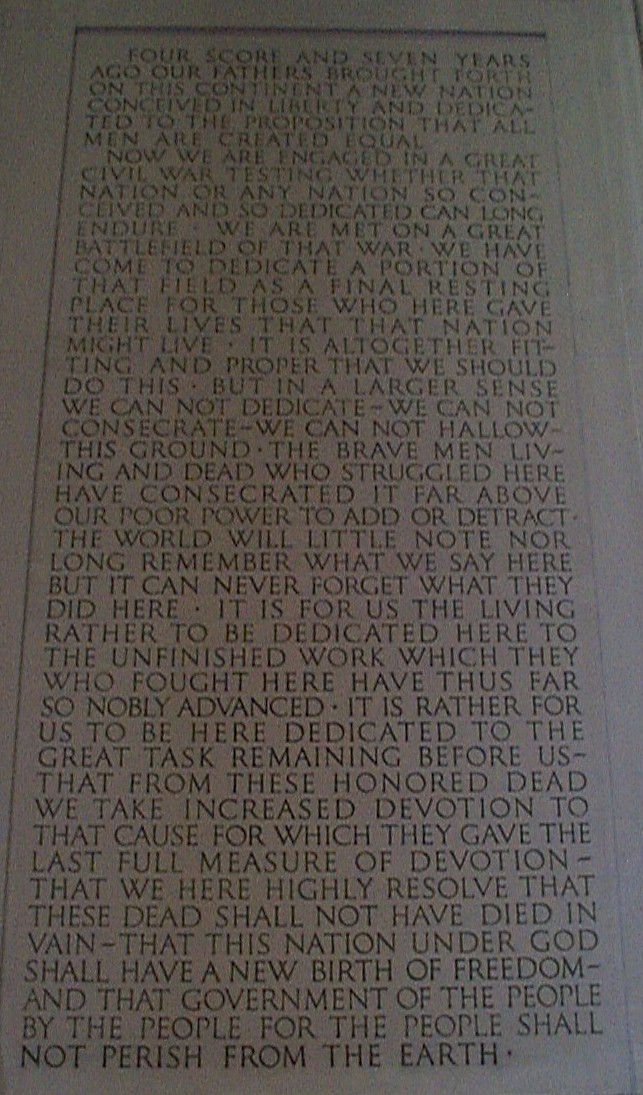 FOUR SCORE AND SEVEN YEARS
AGO OUR FATHERS BROUGHT FORTH
ON THIS CONTINENT A NEW NATION
CONCEIVED IN LIBERTY AND DEDICA-
TED TO THE PROPOSITION THAT ALL
MEN ARE CREATED EQUAL ·
NOW WE ARE ENGAGED IN A GREAT
CIVIL WAR TESTING WHETHER THAT
NATION OR ANY NATION SO CON-
CEIVED AND SO DEDICATED CAN LONG
ENDURE · WE ARE MET ON A GREAT
BATTLEFIELD OF THAT WAR · WE HAVE
COME TO DEDICATE A PORTION OF
THAT FIELD AS A FINAL RESTING
PLACE FOR THOSE WHO HERE GAVE
THEIR LIVES THAT THAT NATION
MIGHT LIVE · IT IS ALTOGETHER FIT-
TING AND PROPER THAT WE SHOULD
DO THIS · BUT IN A LARGER SENSE
WE CAN NOT DEDICATE-WE CAN NOT
CONSECRATE-WE CAN NOT HALLOW-
THIS GROUND · THE BRAVE MEN LIV-
ING AND DEAD WHO STRUGGLED HERE
HAVE CONSECRATED IT FAR ABOVE
OUR POOR POWER TO ADD OR DETRACT ·
THE WORLD WILL LITTLE NOTE NOR
LONG REMEMBER WHAT WE SAY HERE
BUT IT CAN NEVER FORGET WHAT THEY
DID HERE · IT IS FOR US THE LIVING
RATHER TO BE DEDICATED HERE TO
THE UNFINISHED WORK WHICH THEY
WHO FOUGHT HERE HAVE THUS FAR
SO NOBLY ADVANCED · IT IS RATHER FOR
US TO BE HERE DEDICATED TO THE
GREAT TASK REMAINING BEFORE US-
THAT FROM THESE HONORED DEAD
WE TAKE INCREASED DEVOTION TO
THAT CAUSE FOR WHICH THEY GAVE THE
LAST FULL MEASURE OF DEVOTION -
THAT WE HERE HIGHLY RESOLVE THAT
THESE DEAD SHALL NOT HAVE DIED IN
VAIN-THAT THIS NATION UNDER GOD
SHALL HAVE A NEW BIRTH OF FREEDOM-
AND THAT GOVERNMENT OF THE PEOPLE
BY THE PEOPLE FOR THE PEOPLE SHALL
NOT PERISH FROM THE EARTH ·